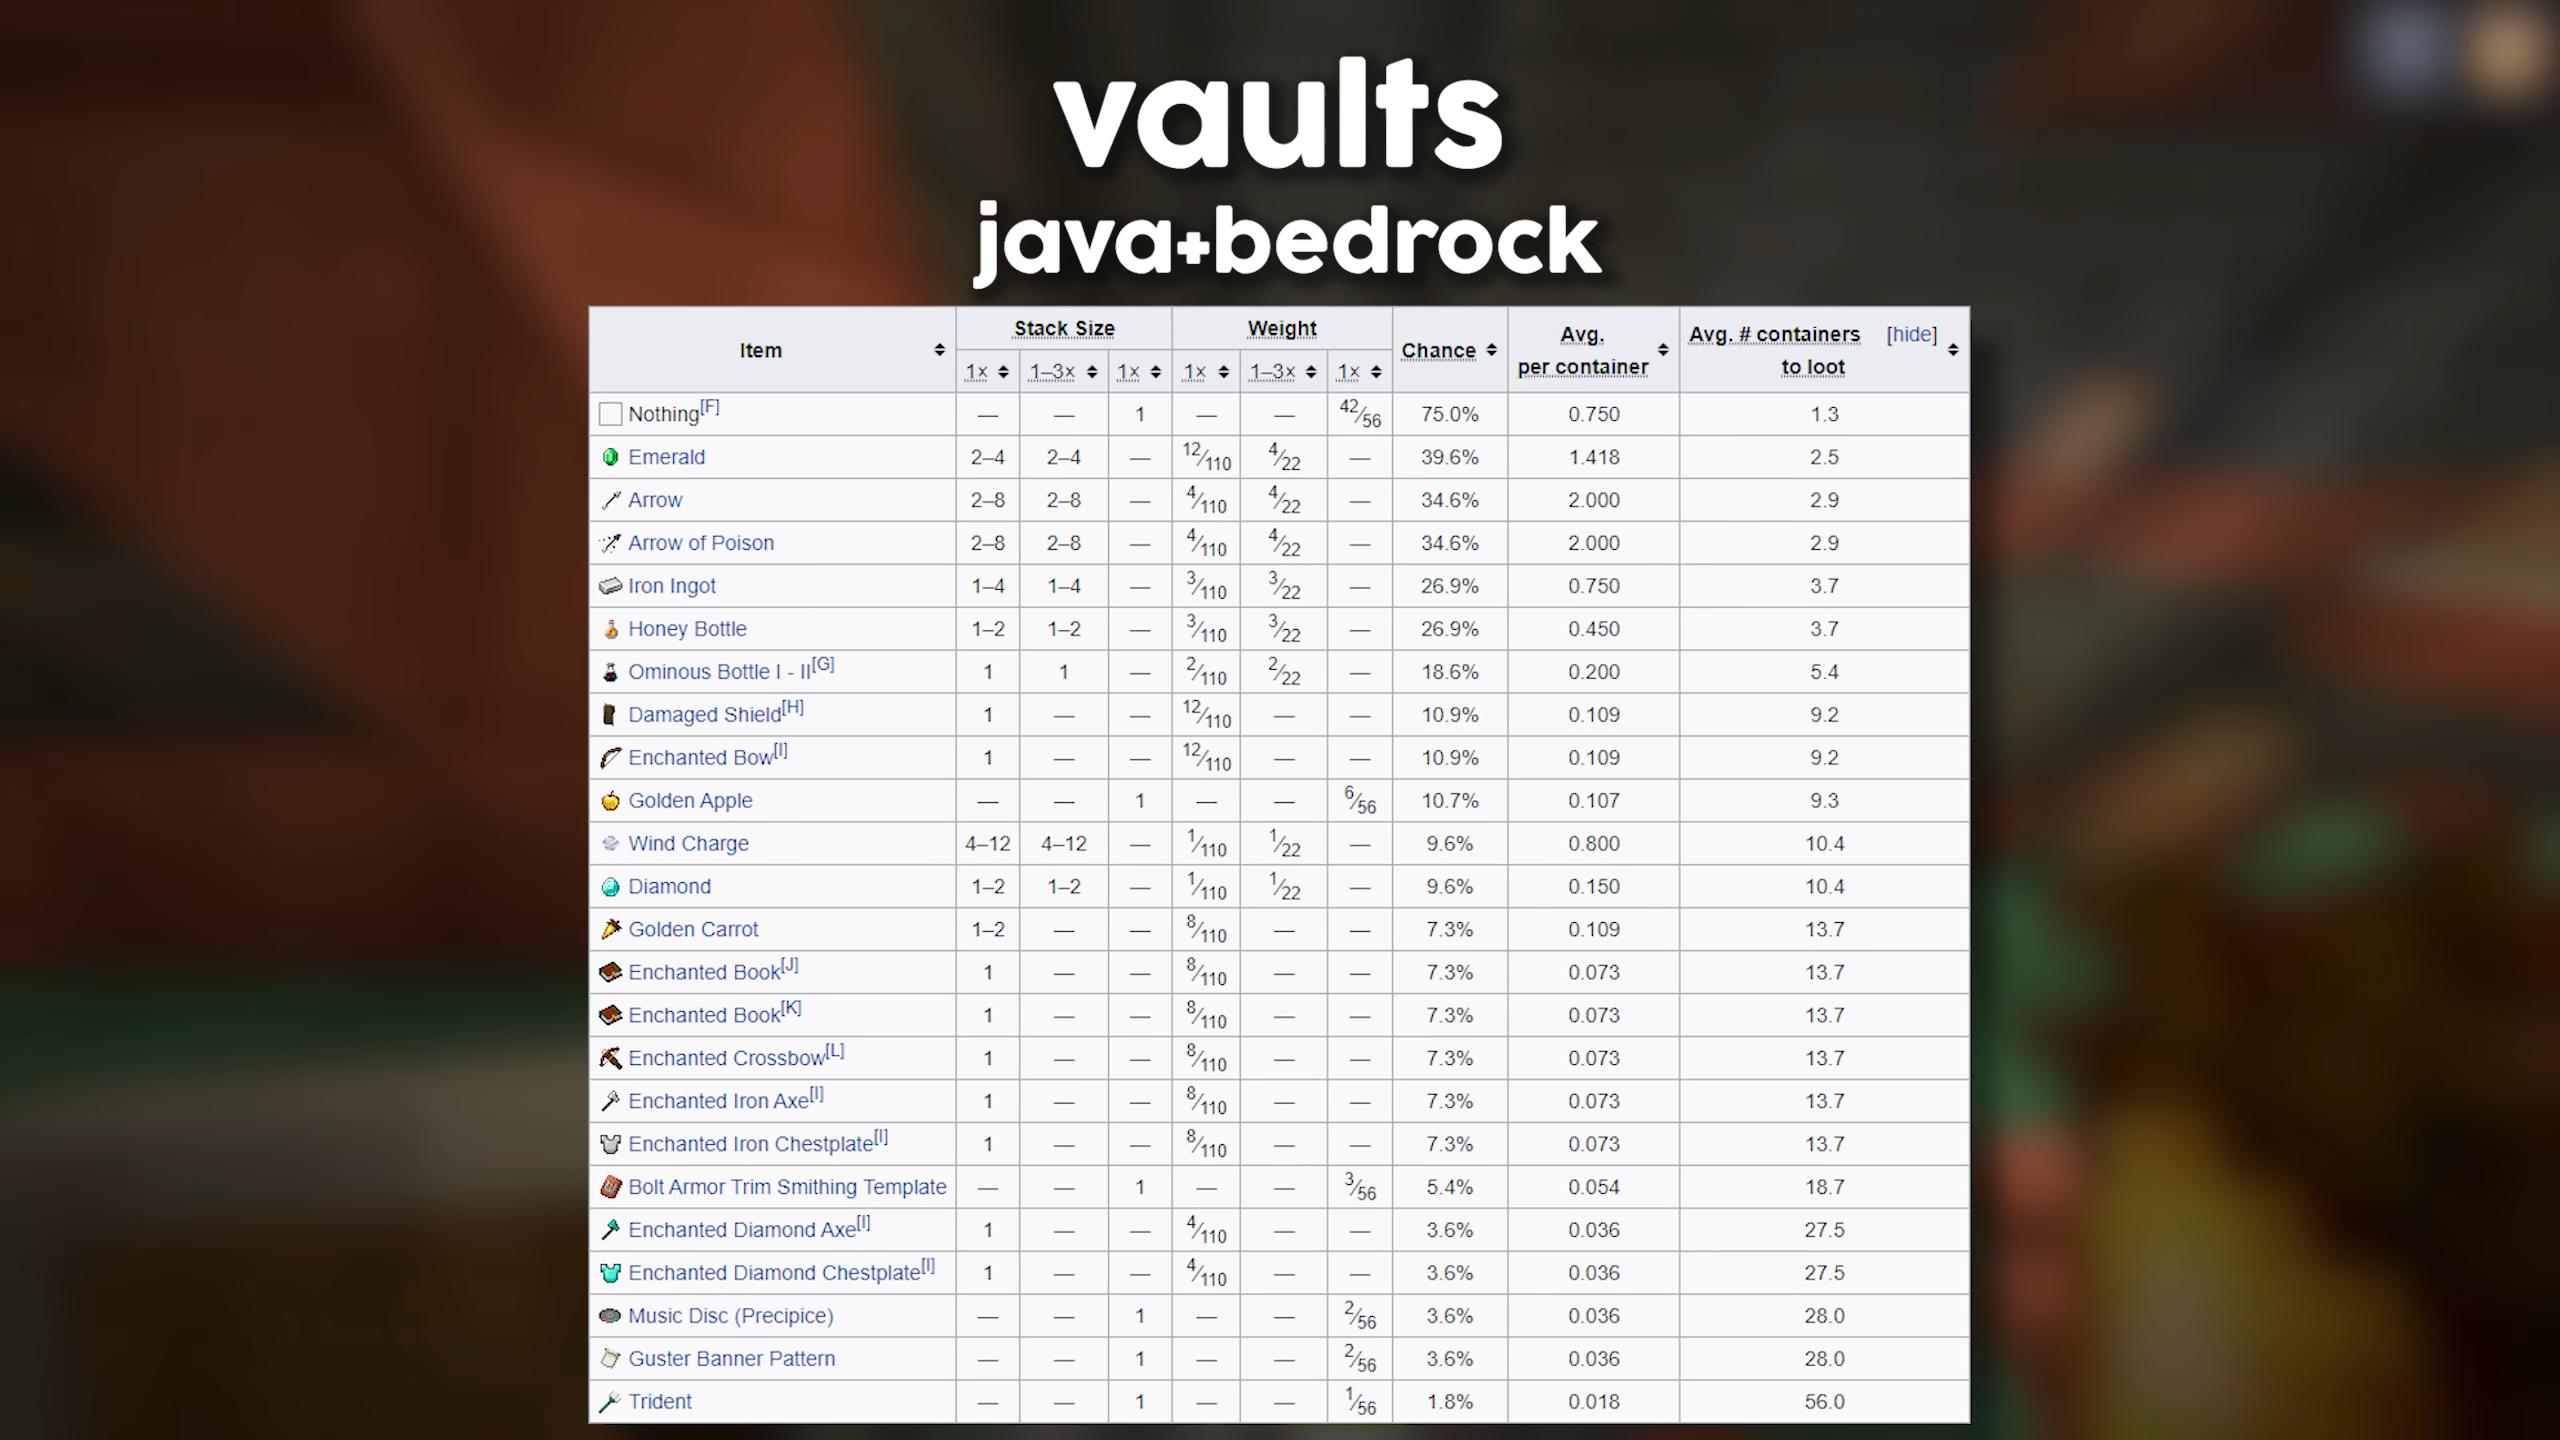 vaults
java+bedrock
Item Stack Size Weight Chance Avg. per container Avg. # containers to loot [hide]
1× 1–3× 1× 1× 1–3× 1×
Nothing[F] — — 1 — — 42/56 75.0% 0.750 1.3
Emerald 2–4 2–4 — 12/110 4/22 — 39.6% 1.418 2.5
Arrow 2–8 2–8 — 4/110 4/22 — 34.6% 2.000 2.9
Arrow of Poison 2–8 2–8 — 4/110 4/22 — 34.6% 2.000 2.9
Iron Ingot 1–4 1–4 — 3/110 3/22 — 26.9% 0.750 3.7
Honey Bottle 1–2 1–2 — 3/110 3/22 — 26.9% 0.450 3.7
Ominous Bottle I - II[G] 1 1 — 2/110 2/22 — 18.6% 0.200 5.4
Damaged Shield[H] 1 — — 12/110 — — 10.9% 0.109 9.2
Enchanted Bow[I] 1 — — 12/110 — — 10.9% 0.109 9.2
Golden Apple — — 1 — — 6/56 10.7% 0.107 9.3
Wind Charge 4–12 4–12 — 1/110 1/22 — 9.6% 0.800 10.4
Diamond 1–2 1–2 — 1/110 1/22 — 9.6% 0.150 10.4
Golden Carrot 1–2 — — 8/110 — — 7.3% 0.109 13.7
Enchanted Book[J] 1 — — 8/110 — — 7.3% 0.073 13.7
Enchanted Book[K] 1 — — 8/110 — — 7.3% 0.073 13.7
Enchanted Crossbow[L] 1 — — 8/110 — — 7.3% 0.073 13.7
Enchanted Iron Axe[I] 1 — — 8/110 — — 7.3% 0.073 13.7
Enchanted Iron Chestplate[I] 1 — — 8/110 — — 7.3% 0.073 13.7
Bolt Armor Trim Smithing Template — — 1 — — 3/56 5.4% 0.054 18.7
Enchanted Diamond Axe[I] 1 — — 4/110 — — 3.6% 0.036 27.5
Enchanted Diamond Chestplate[I] 1 — — 4/110 — — 3.6% 0.036 27.5
Music Disc (Precipice) — — 1 — — 2/56 3.6% 0.036 28.0
Guster Banner Pattern — — 1 — — 2/56 3.6% 0.036 28.0
Trident — — 1 — — 1/56 1.8% 0.018 56.0